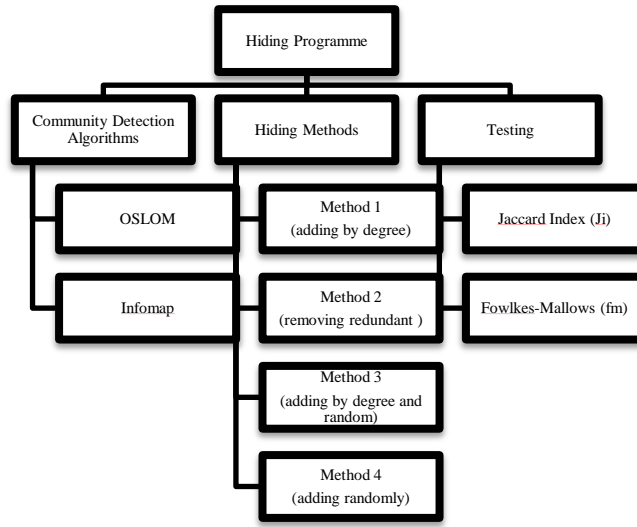 Hiding Programme
Community Detection
Algorithms
Hiding Methods
Testing
OSLOM
Method 1
(adding by degree)
Jaccard Index (Ji)
Infomap
Method 2
(removing redundant )
Fowlkes-Mallows (fm)
Method 3
(adding by degree and
random)
Method 4
(adding randomly)